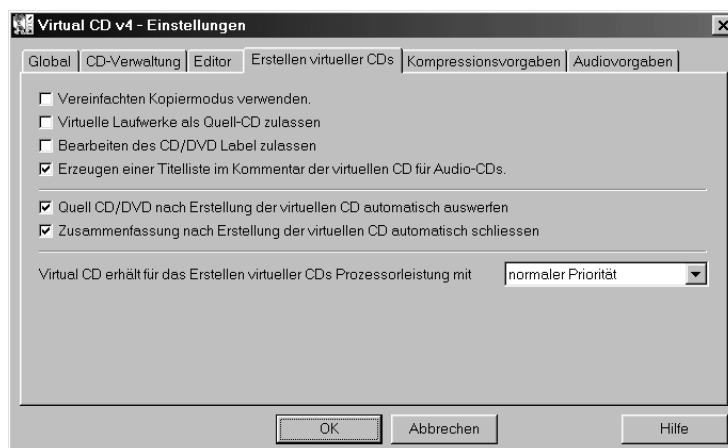 Virtual CD v4 - Einstellungen
Global CD-Verwaltung Editor Erstellen virtueller CDs Kompressionsvorgaben Audiovorgaben
Vereinfachten Kopiermodus verwenden.
Virtuelle Laufwerke als Quell-CD zulassen
Bearbeiten des CD/DVD Label zulassen
Erzeugen einer Titelliste im Kommentar der virtuellen CD für Audio-CDs.
Quell CD/DVD nach Erstellung der virtuellen CD automatisch auswerfen
Zusammenfassung nach Erstellung der virtuellen CD automatisch schliessen
Virtual CD erhält für das Erstellen virtueller CDs Prozessorleistung mit normaler Priorität
OK Abbrechen Hilfe